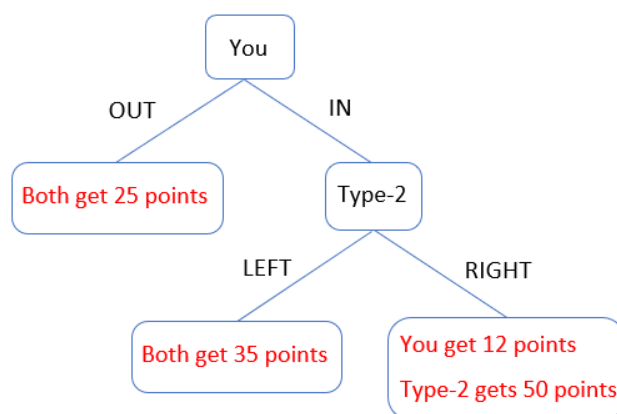 You
OUT
IN
Both get 25 points
Type-2
LEFT
RIGHT
Both get 35 points
You get 12 points
Type-2 gets 50 points